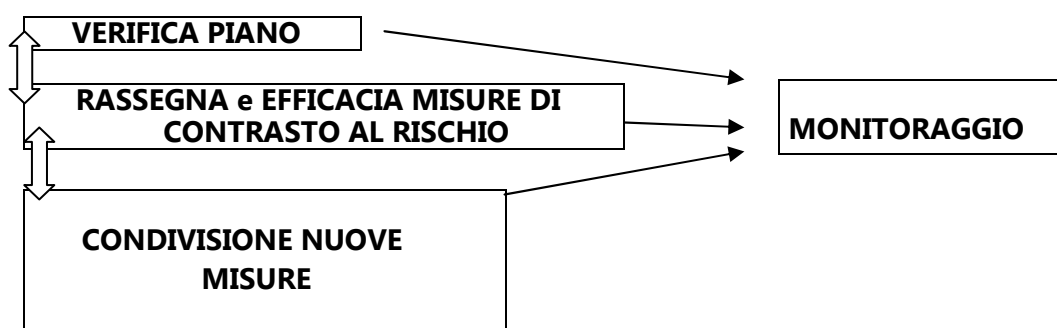 VERIFICA PIANO
RASSEGNA e EFFICACIA MISURE DI
CONTRASTO AL RISCHIO
MONITORAGGIO
CONDIVISIONE NUOVE
MISURE